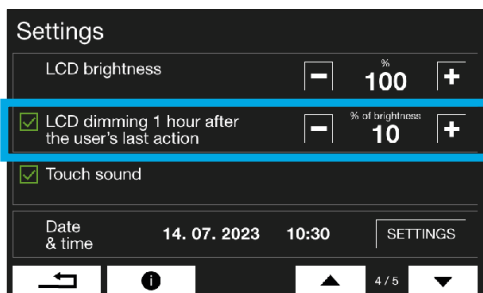 Settings
LCD brightness
%
100
LCD dimming 1 hour after
the user's last action
% of brightness
10
Touch sound
Date
& time
14. 07. 2023
10:30
SETTINGS
4/5